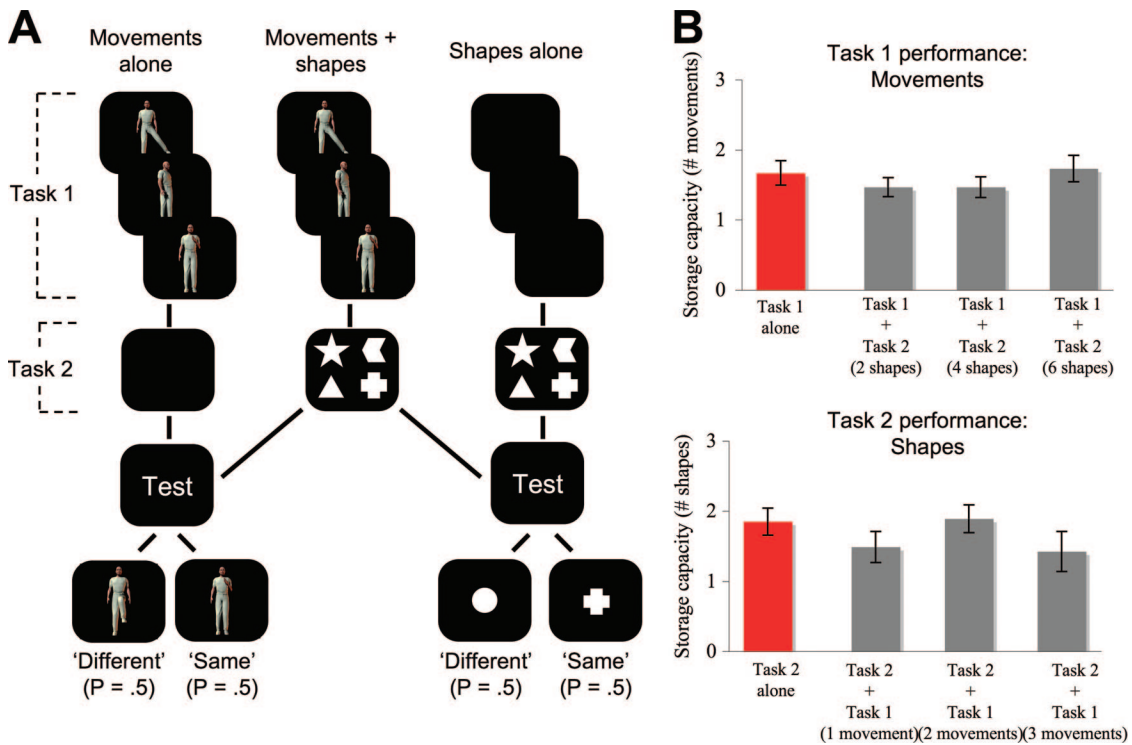 A
Movements
alone
Movements +
shapes
Shapes alone
Task 1
Task 2
Test
Test
'Different'
(P = .5)
'Same'
(P = .5)
'Different'
(P = .5)
'Same'
(P = .5)
B
Task 1 performance:
Movements
Storage capacity (# movements)
3
2
1
0
Task 1
alone
Task 1
+
Task 2
(2 shapes)
Task 1
+
Task 2
(4 shapes)
Task 1
+
Task 2
(6 shapes)
Task 2 performance:
Shapes
Storage capacity (# shapes)
3
2
1
0
Task 2
alone
Task 2
+
Task 1
(1 movement)
Task 2
+
Task 1
(2 movements)
Task 2
+
Task 1
(3 movements)